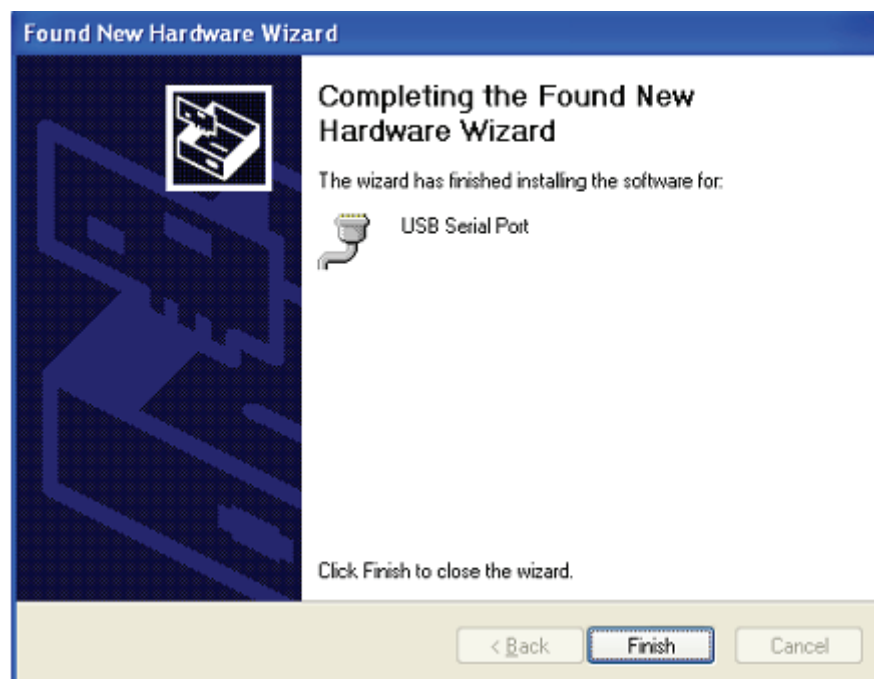 Found New Hardware Wizard
Completing the Found New
Hardware Wizard
The wizard has finished installing the software for:
USB Serial Port
Click Finish to close the wizard.
< Back
Finish
Cancel